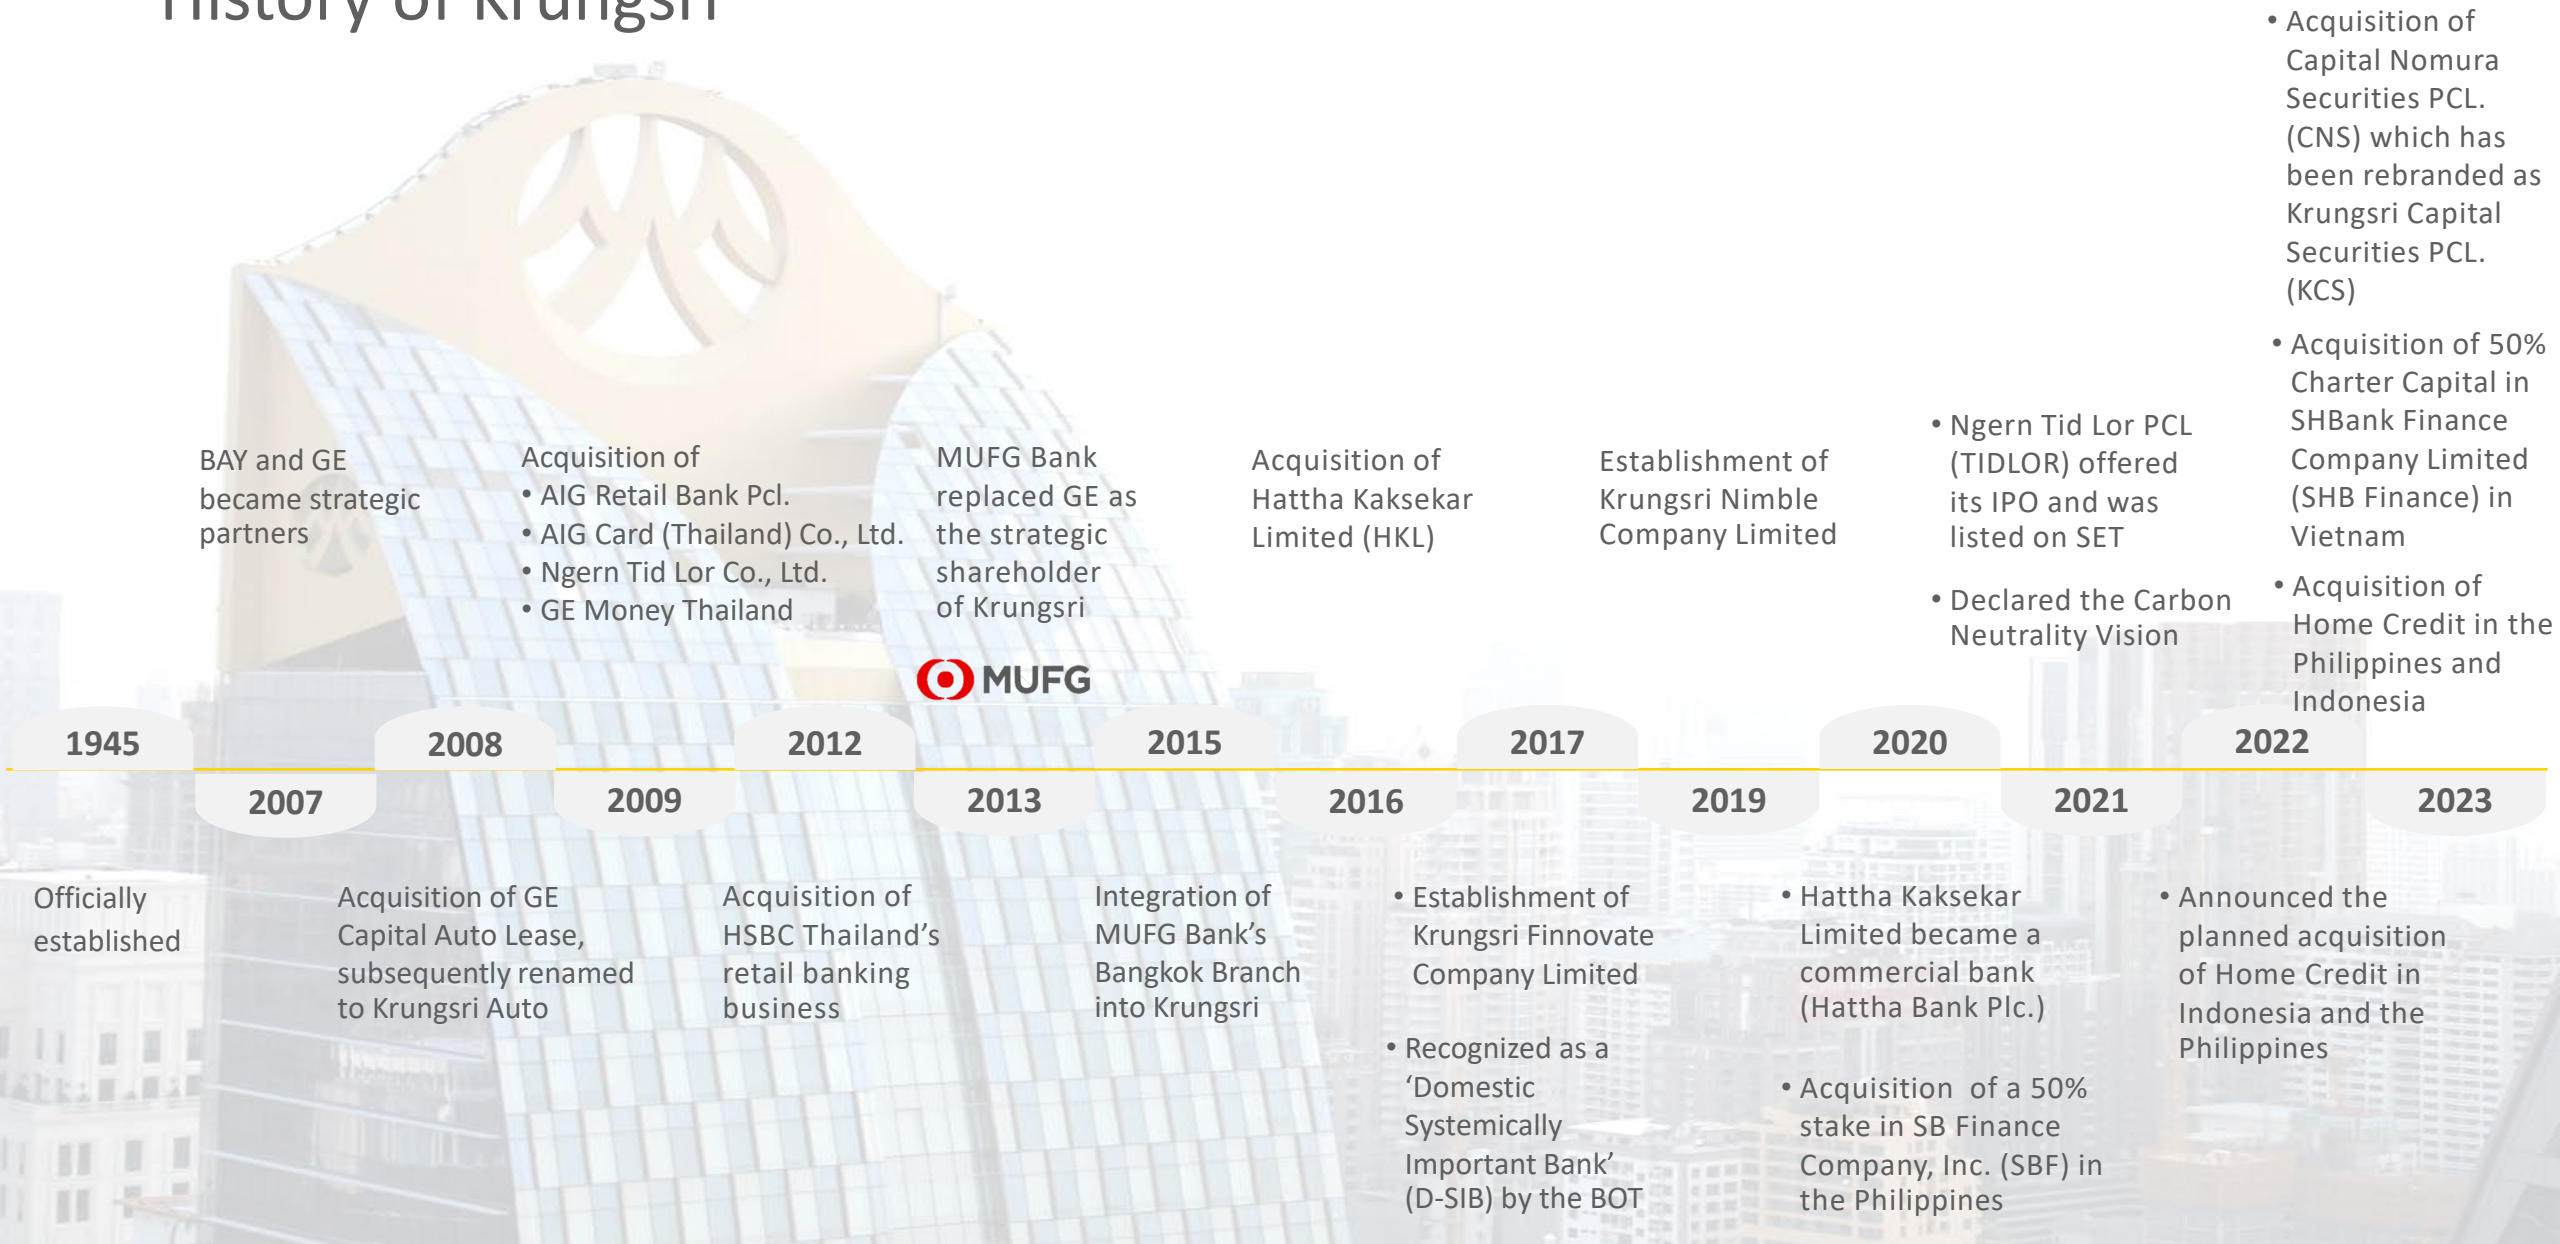 History of Krungsri
• Acquisition of
Capital Nomura
Securities PCL.
(CNS) which has
been rebranded as
Krungsri Capital
Securities PCL.
(KCS)
• Acquisition of 50%
Charter Capital in
SHBank Finance
Company Limited
(SHB Finance) in
Vietnam
• Acquisition of
Home Credit in the
Philippines and
Indonesia
BAY and GE
became strategic
partners
Acquisition of
• AIG Retail Bank Pcl.
• AIG Card (Thailand) Co., Ltd.
• Ngern Tid Lor Co., Ltd.
• GE Money Thailand
MUFG Bank
replaced GE as
the strategic
shareholder
of Krungsri
MUFG
Acquisition of
Hattha Kaksekar
Limited (HKL)
Establishment of
Krungsri Nimble
Company Limited
• Ngern Tid Lor PCL
(TIDLOR) offered
its IPO and was
listed on SET
• Declared the Carbon
Neutrality Vision
1945
2007
2008
2009
2012
2013
2015
2016
2017
2019
2020
2021
2022
2023
Officially
established
Acquisition of GE
Capital Auto Lease,
subsequently renamed
to Krungsri Auto
Acquisition of
HSBC Thailand’s
retail banking
business
Integration of
MUFG Bank’s
Bangkok Branch
into Krungsri
• Establishment of
Krungsri Finnovate
Company Limited
• Recognized as a
‘Domestic
Systemically
Important Bank’
(D-SIB) by the BOT
• Hattha Kaksekar
Limited became a
commercial bank
(Hattha Bank Plc.)
• Acquisition  of a 50%
stake in SB Finance
Company, Inc. (SBF) in
the Philippines
• Announced the
planned acquisition
of Home Credit in
Indonesia and the
Philippines